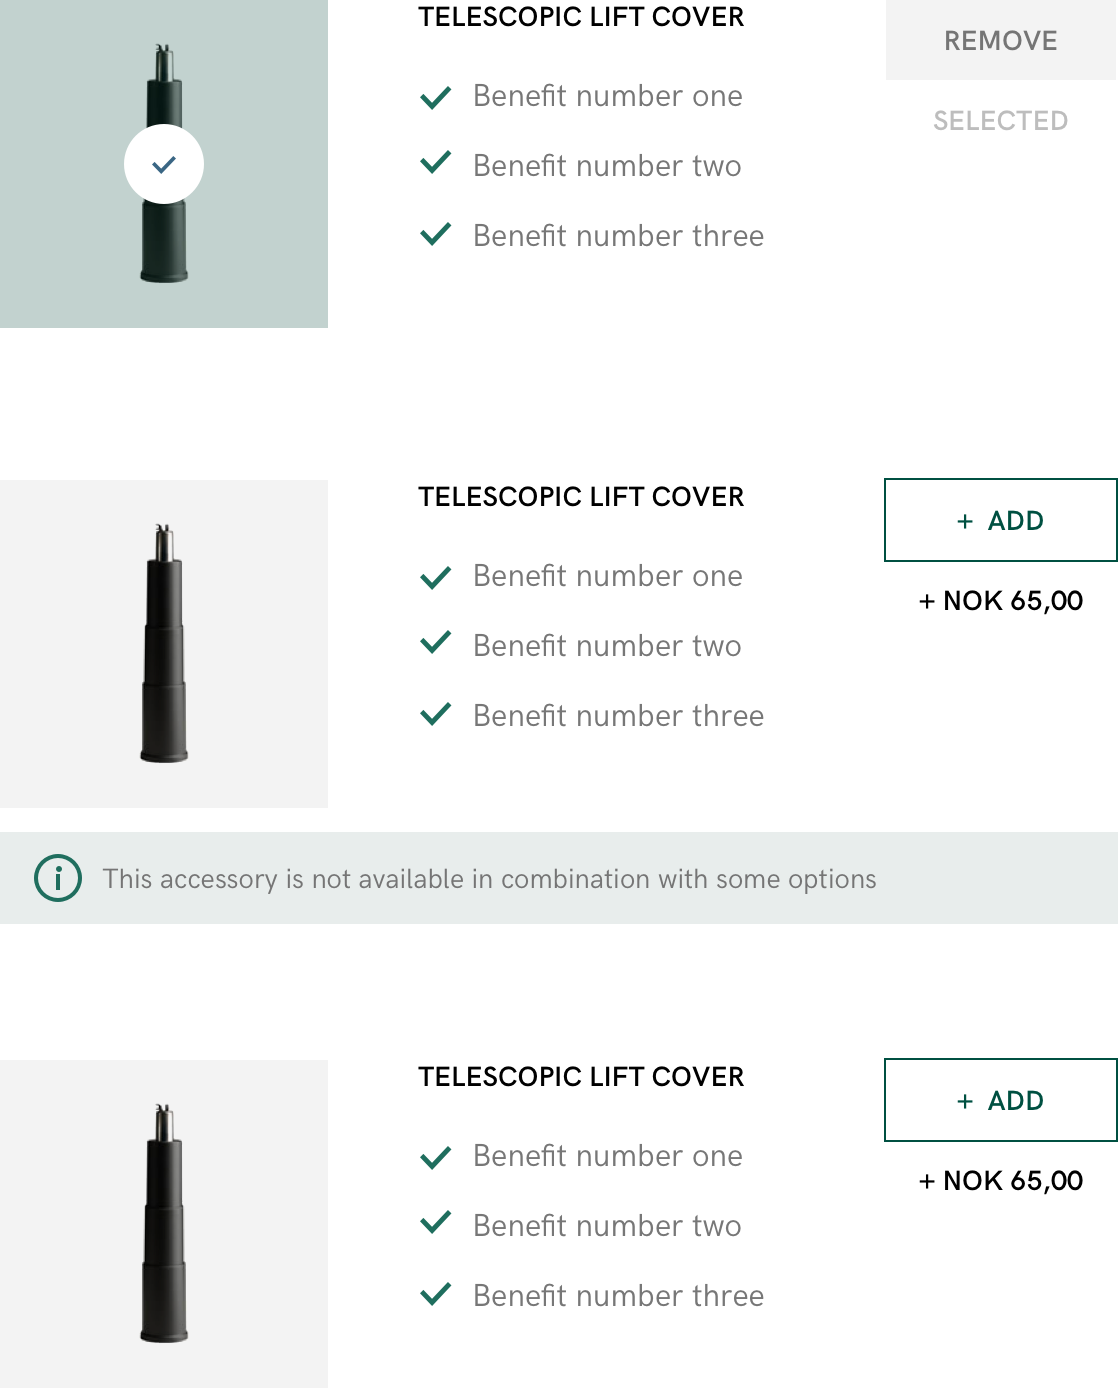 TELESCOPIC LIFT COVER
REMOVE
SELECTED
Benefit number one
Benefit number two
Benefit number three
TELESCOPIC LIFT COVER
+ ADD
+ NOK 65,00
Benefit number one
Benefit number two
Benefit number three
This accessory is not available in combination with some options
TELESCOPIC LIFT COVER
+ ADD
+ NOK 65,00
Benefit number one
Benefit number two
Benefit number three